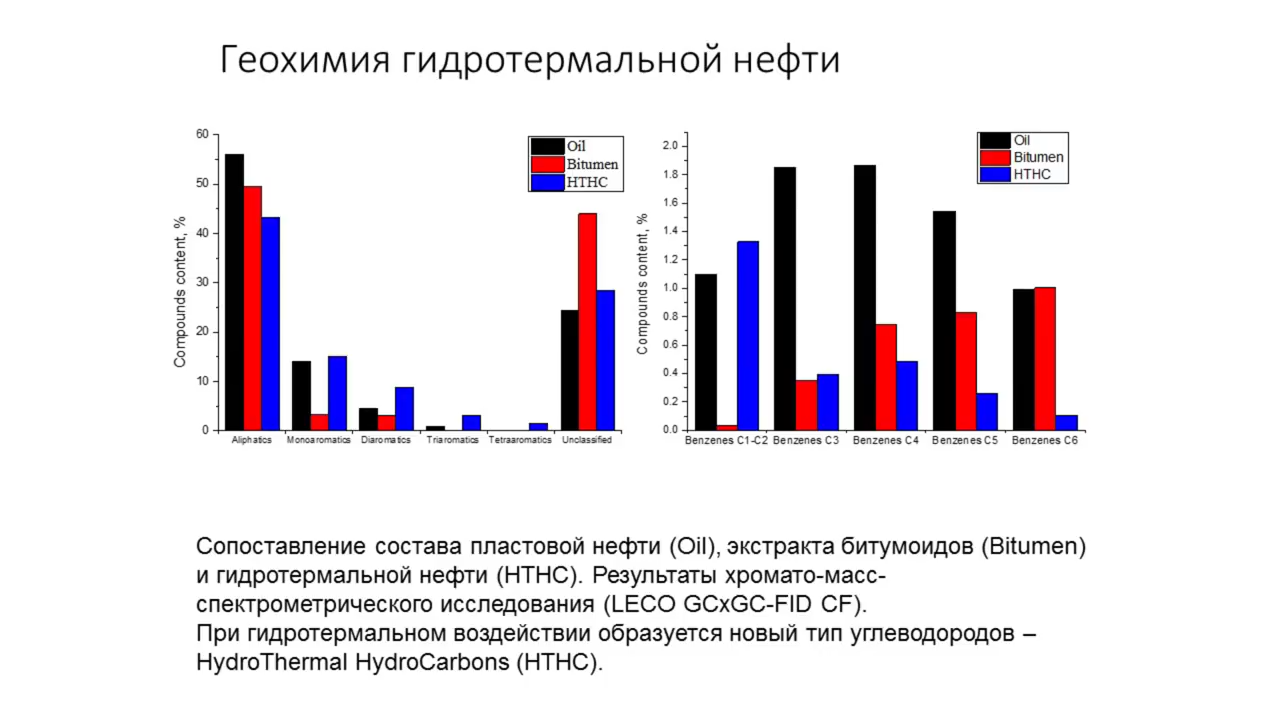 Геохимия гидротермальной нефти
60
50
40
30
20
10
0
Compounds content, %
Oil
Bitumen
HTHC
Aliphatics Monoaromatics Diaromatics Triaromatics Tetraaromatics Unclassified
2.0
1.8
1.6
1.4
1.2
1.0
0.8
0.6
0.4
0.2
0.0
Compounds content, %
Oil
Bitumen
HTHC
Benzenes C1-C2 Benzenes C3 Benzenes C4 Benzenes C5 Benzenes C6
Сопоставление состава пластовой нефти (Oil), экстракта битумоидов (Bitumen)
и гидротермальной нефти (HTHC). Результаты хромато-масс-
спектрометрического исследования (LECO GCxGC-FID CF).
При гидротермальном воздействии образуется новый тип углеводородов –
HydroThermal HydroCarbons (HTHC).